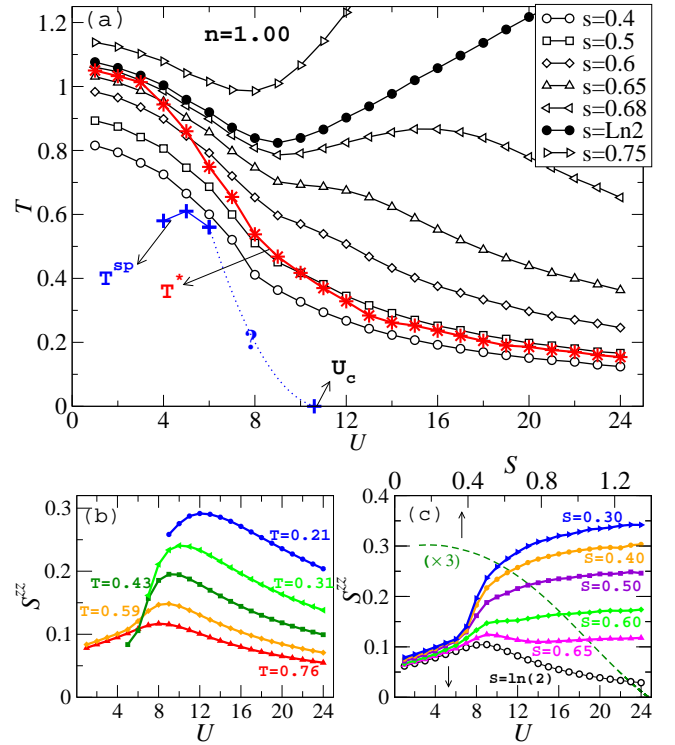 (a)
n=1.00
s=0.4
s=0.5
s=0.6
s=0.65
s=0.68
s=Ln2
s=0.75
1.2
1
0.8
0.6
0.4
0.2
0
T
T^sp
T^*
?
U_c
0 4 8 12 16 20 24
U
(b)
0.3
0.2
0.1
0
S^zz
T=0.21
T=0.31
T=0.43
T=0.59
T=0.76
4 8 12 16 20 24
U
S
0 0.4 0.8 1.2
(c)
0.4
0.3
0.2
0.1
0
S^zz
(×3)
S=0.30
S=0.40
S=0.50
S=0.60
S=0.65
S=ln(2)
4 8 12 16 20 24
U